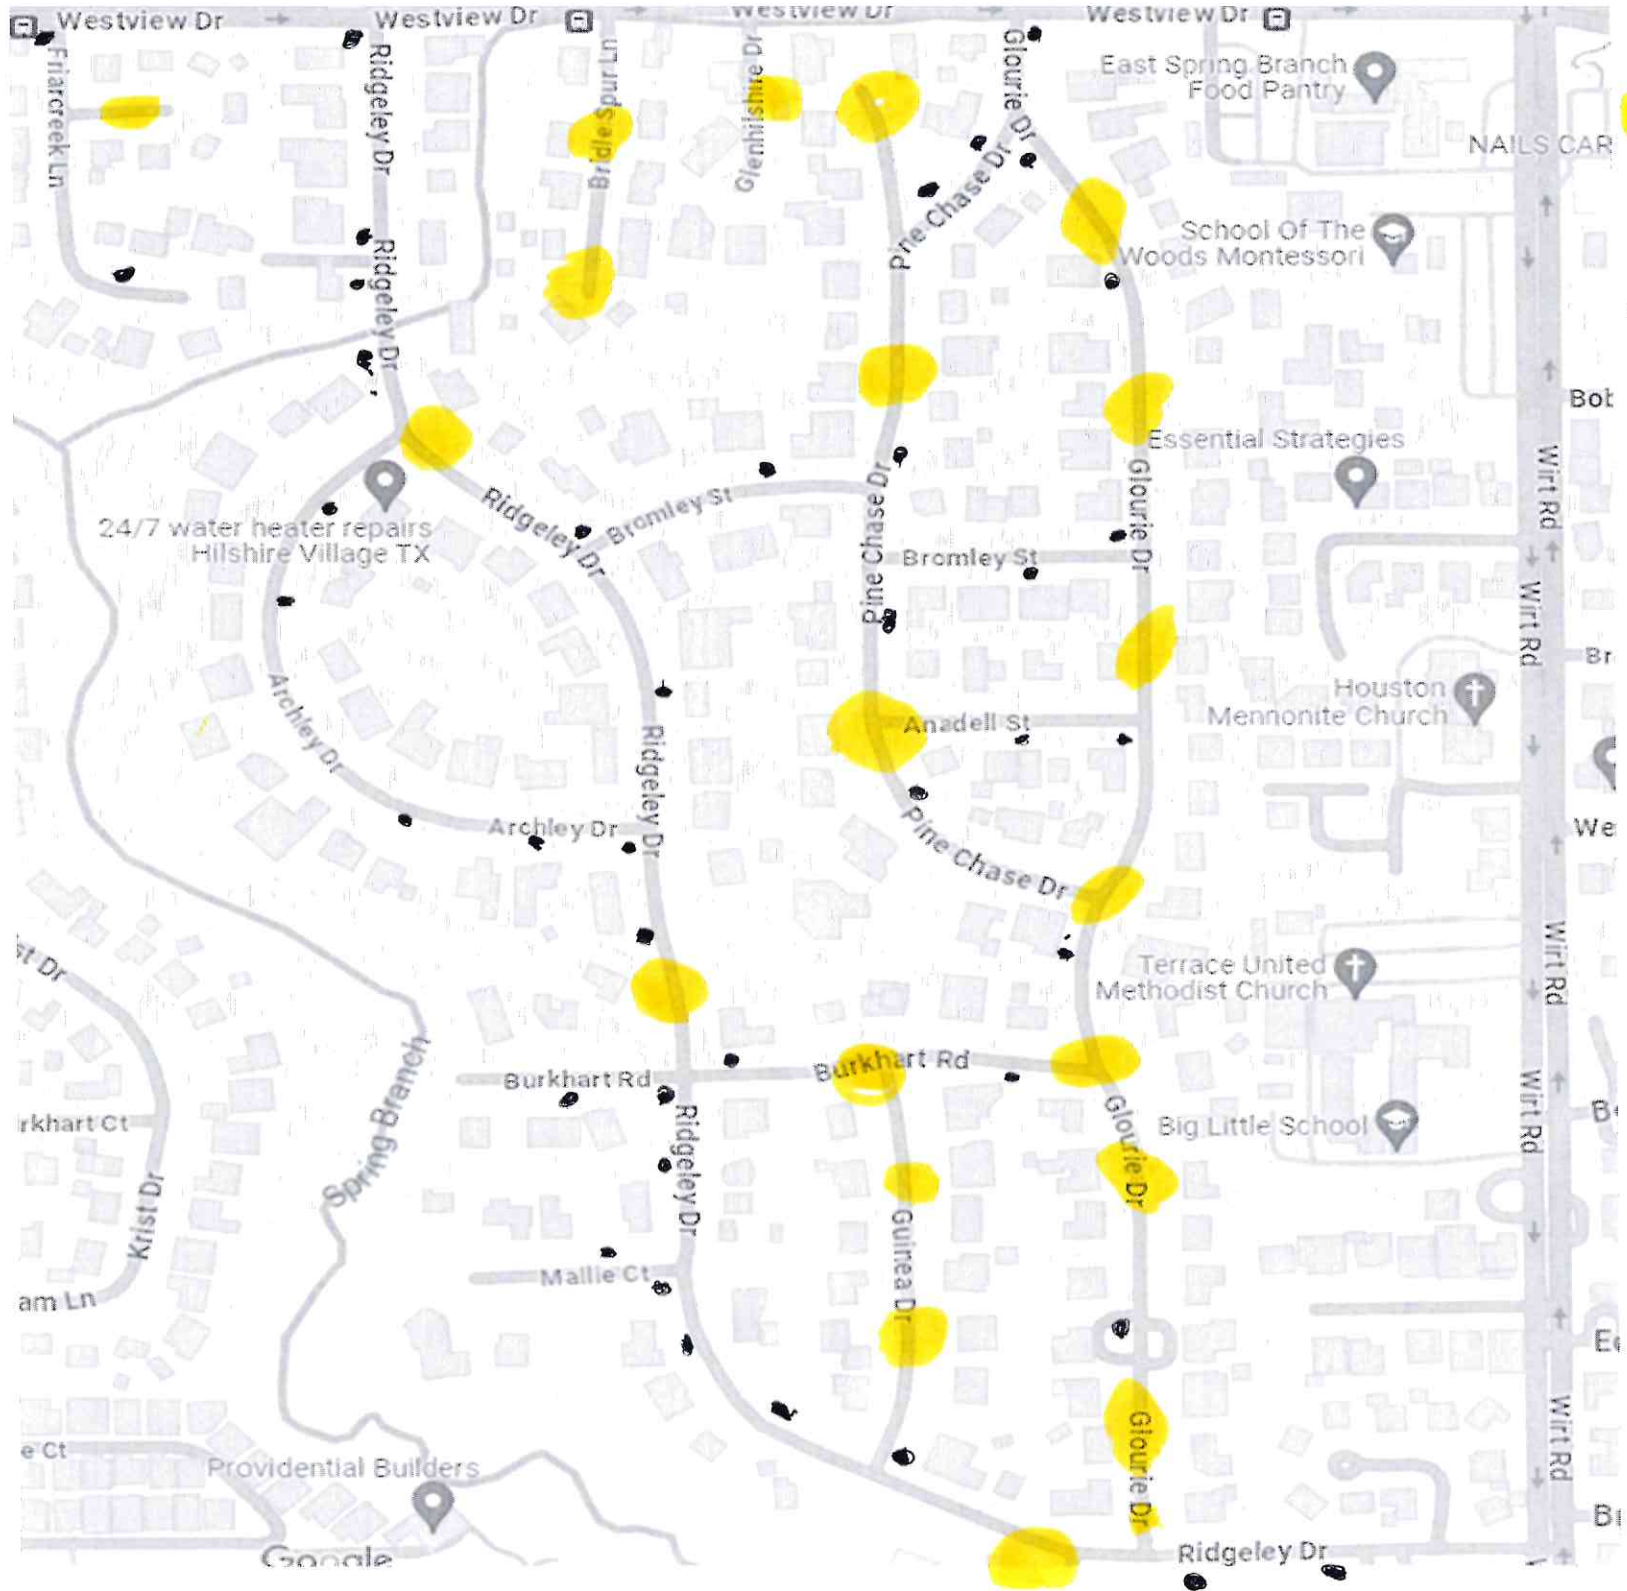 Westview Dr
Westview Dr
Westview Dr
Westview Dr
Friarcreek Ln
Ridgeley Dr
Bridle Spur Ln
Glenhilshire Dr
Glourie Dr
East Spring Branch
Food Pantry
NAILS CAR
Pine Chase Dr
School Of The
Woods Montessori
Ridgeley Dr
Bob
Essential Strategies
Wirt Rd
24/7 water heater repairs
Hilshire Village TX
Ridgeley Dr
Bromley St
Pine Chase Dr
Glourie Dr
Bromley St
Wirt Rd
Br
Houston
Mennonite Church
Anadell St
Archley Dr
Ridgeley Dr
Archley Dr
Pine Chase Dr
We
st Dr
Terrace United
Methodist Church
Wirt Rd
Burkhart Rd
Burkhart Rd
Spring Branch
rkhart Ct
Ridgeley Dr
Glourie Dr
Big Little School
Wirt Rd
Krist Dr
Guinea Dr
Mallie Ct
am Ln
e Ct
Providential Builders
Glourie Dr
Wirt Rd
Google
Ridgeley Dr